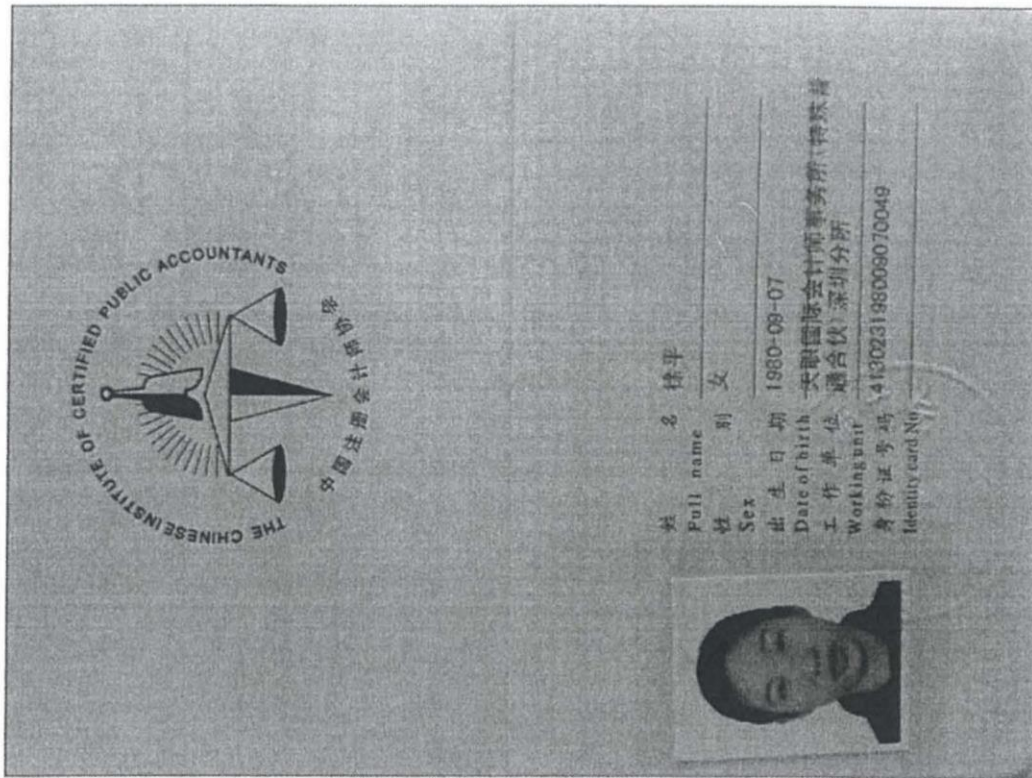 THE CHINESE INSTITUTE OF CERTIFIED PUBLIC ACCOUNTANTS
中国注册会计师协会
姓名 徐平
Full name
性别 女
Sex
出生日期 1980-09-07
Date of birth
工作单位 天职国际会计师事务所(特殊普
Working unit 通合伙)深圳分所
身份证号码 413023198009070049
Identity card No